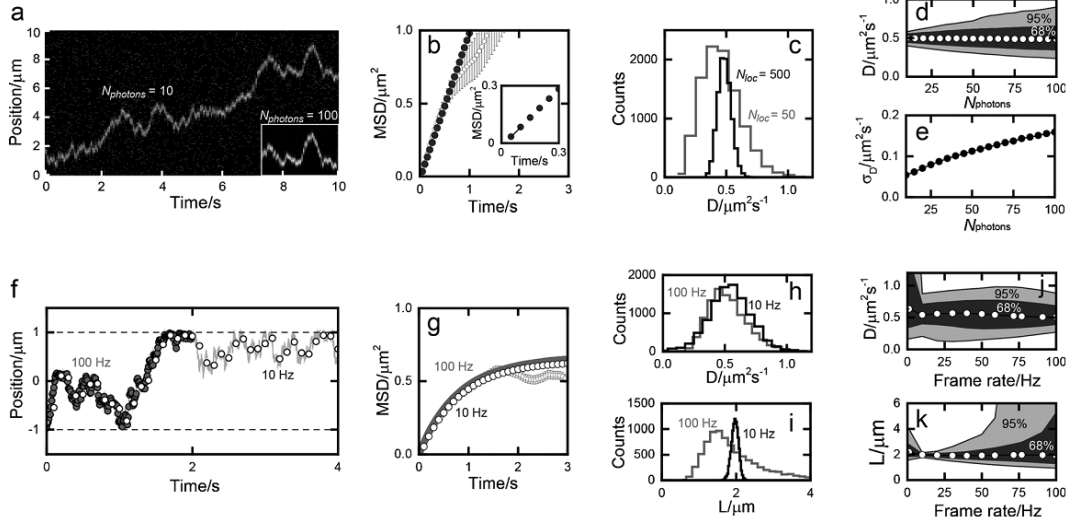 a
Position/μm
10
8
6
4
2
0
N_photons = 10
N_photons = 100
0 2 4 6 8 10
Time/s
b
MSD/μm²
1.0
0.5
0.0
MSD/μm²
0.3
0
0 0.3
Time/s
0 1 2 3
Time/s
c
Counts
2000
1000
0
N_loc = 500
N_loc = 50
0.0 0.5 1.0
D/μm²s⁻¹
d
D/μm²s⁻¹
1.0
0.5
0.0
95%
68%
25 50 75 100
N_photons
e
σ_D/μm²s⁻¹
0.2
0.1
0
25 50 75 100
N_photons
f
Position/μm
1
0
-1
100 Hz
10 Hz
0 1 2 3 4
Time/s
g
MSD/μm²
1.0
0.5
0.0
100 Hz
10 Hz
0 1 2 3
Time/s
h
Counts
2000
1000
0
100 Hz
10 Hz
0.0 0.5 1.0
D/μm²s⁻¹
i
Counts
1500
1000
500
0
100 Hz
10 Hz
0 2 4
L/μm
j
D/μm²s⁻¹
1.0
0.5
0.0
95%
68%
0 25 50 75 100
Frame rate/Hz
k
L/μm
6
4
2
0
95%
68%
0 25 50 75 100
Frame rate/Hz